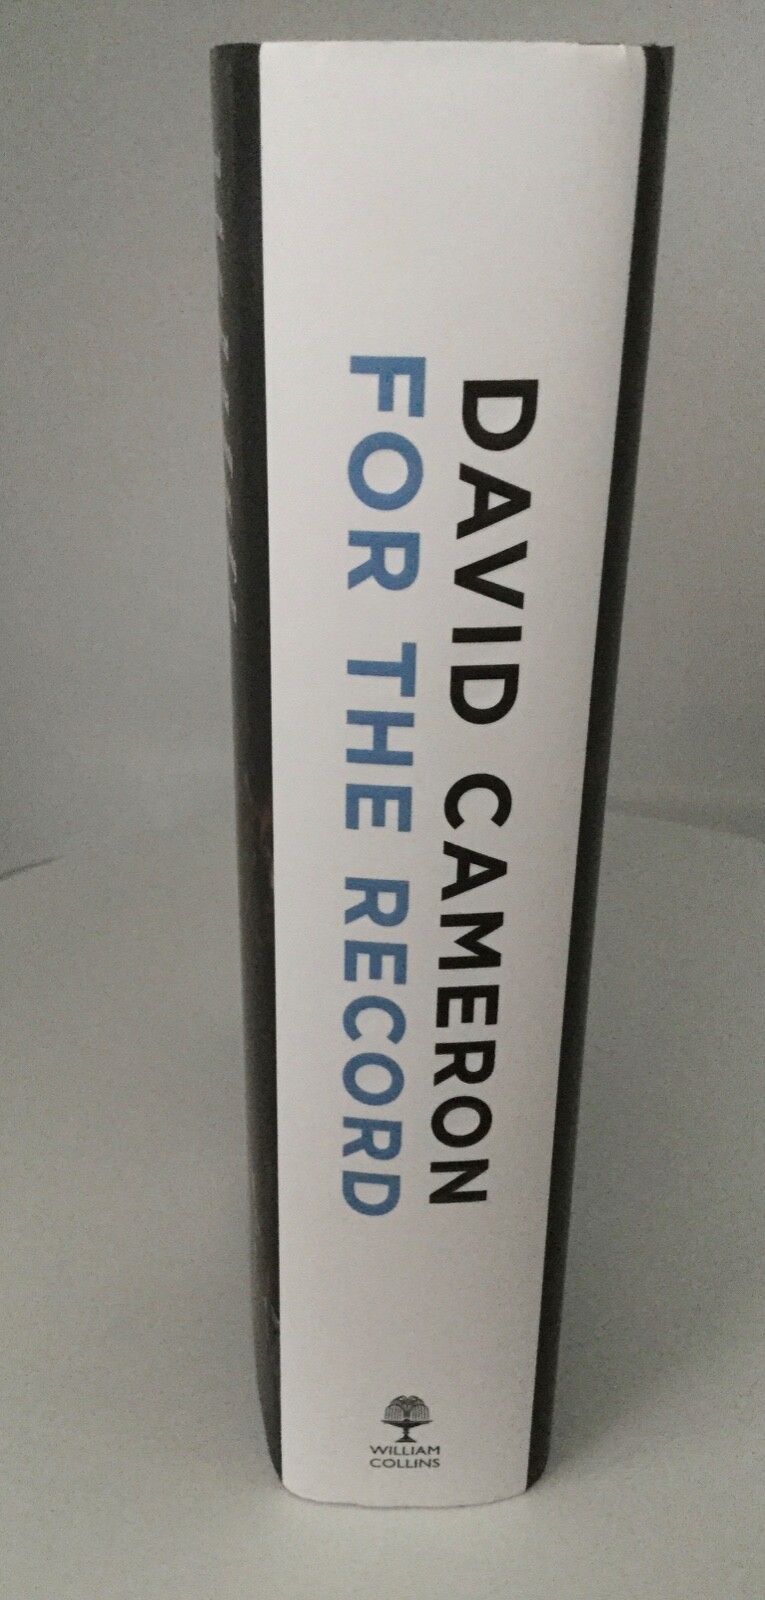 DAVID CAMERON
FOR THE RECORD
WILLIAM
COLLINS